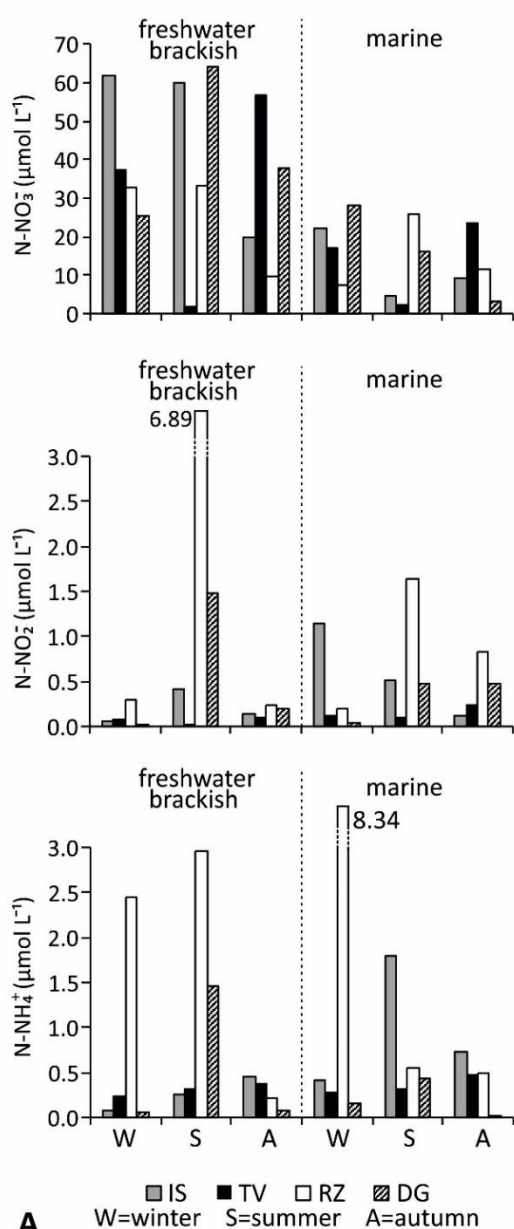 freshwater
brackish
marine
N-NO₃⁻ (µmol L⁻¹)
70
60
50
40
30
20
10
0
freshwater
brackish
marine
6.89
N-NO₂⁻ (µmol L⁻¹)
3.0
2.5
2.0
1.5
1.0
0.5
0.0
freshwater
brackish
marine
8.34
N-NH₄⁺ (µmol L⁻¹)
3.0
2.5
2.0
1.5
1.0
0.5
0.0
W S A W S A
IS TV RZ DG
A W=winter S=summer A=autumn